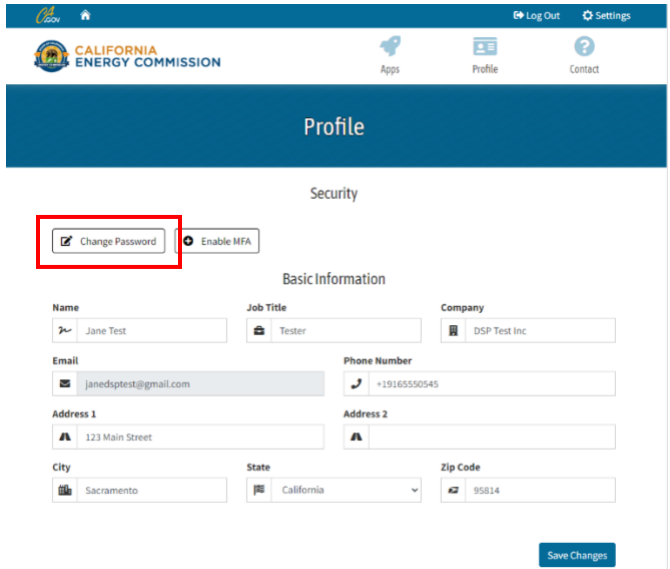 CA.GOV Log Out Settings
CALIFORNIA
ENERGY COMMISSION
Apps Profile Contact
Profile
Security
Change Password Enable MFA
Basic Information
Name Job Title Company
Jane Test Tester DSP Test Inc
Email Phone Number
janedsptest@gmail.com +19165550545
Address 1 Address 2
123 Main Street
City State Zip Code
Sacramento California 95814
Save Changes